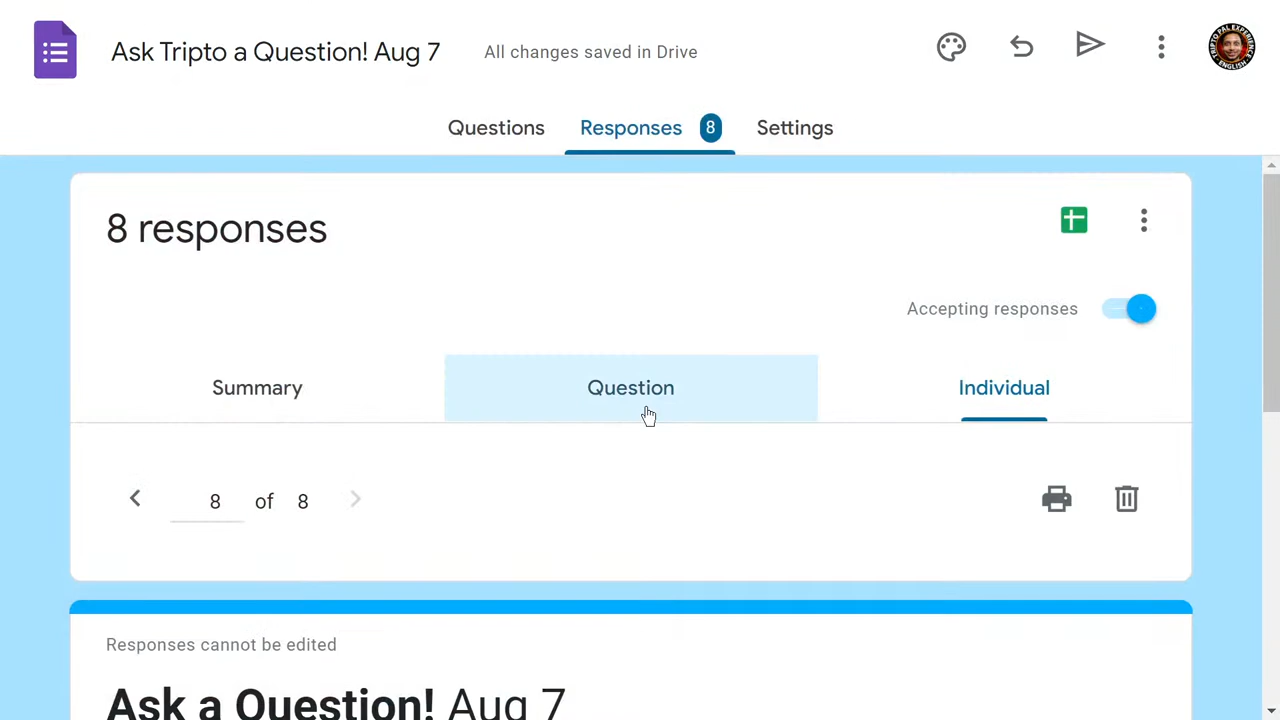 Ask Tripto a Question! Aug 7
All changes saved in Drive
Questions
Responses 8
Settings
8 responses
Accepting responses
Summary
Question
Individual
8 of 8
Responses cannot be edited
Ask a Question! Aug 7